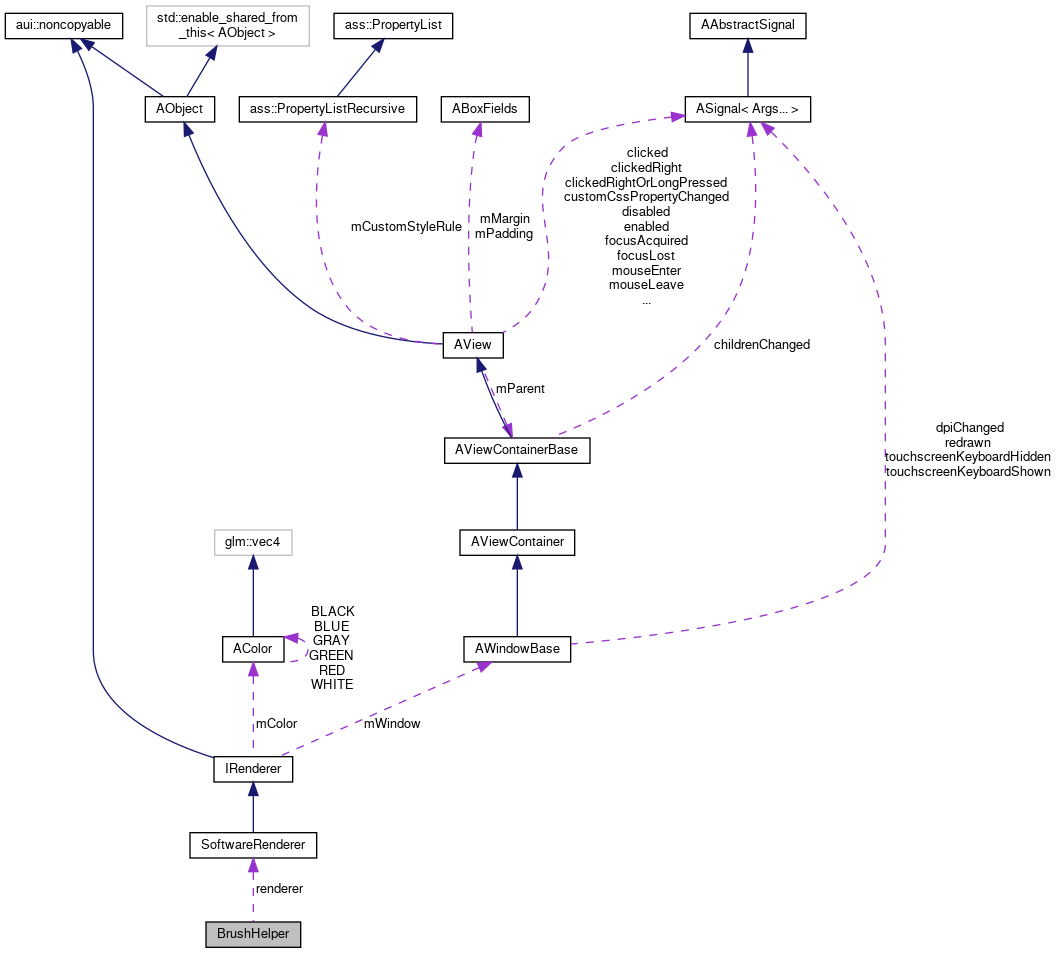 aui::noncopyable
std::enable_shared_from
_this< AObject >
ass::PropertyList
AAbstractSignal
AObject
ass::PropertyListRecursive
ABoxFields
ASignal< Args... >
clicked
clickedRight
clickedRightOrLongPressed
customCssPropertyChanged
disabled
enabled
focusAcquired
focusLost
mouseEnter
mouseLeave
...
mCustomStyleRule
mMargin
mPadding
AView
childrenChanged
mParent
dpiChanged
redrawn
touchscreenKeyboardHidden
touchscreenKeyboardShown
AViewContainerBase
glm::vec4
AViewContainer
BLACK
BLUE
GRAY
GREEN
RED
WHITE
AColor
AWindowBase
mColor
mWindow
IRenderer
SoftwareRenderer
renderer
BrushHelper